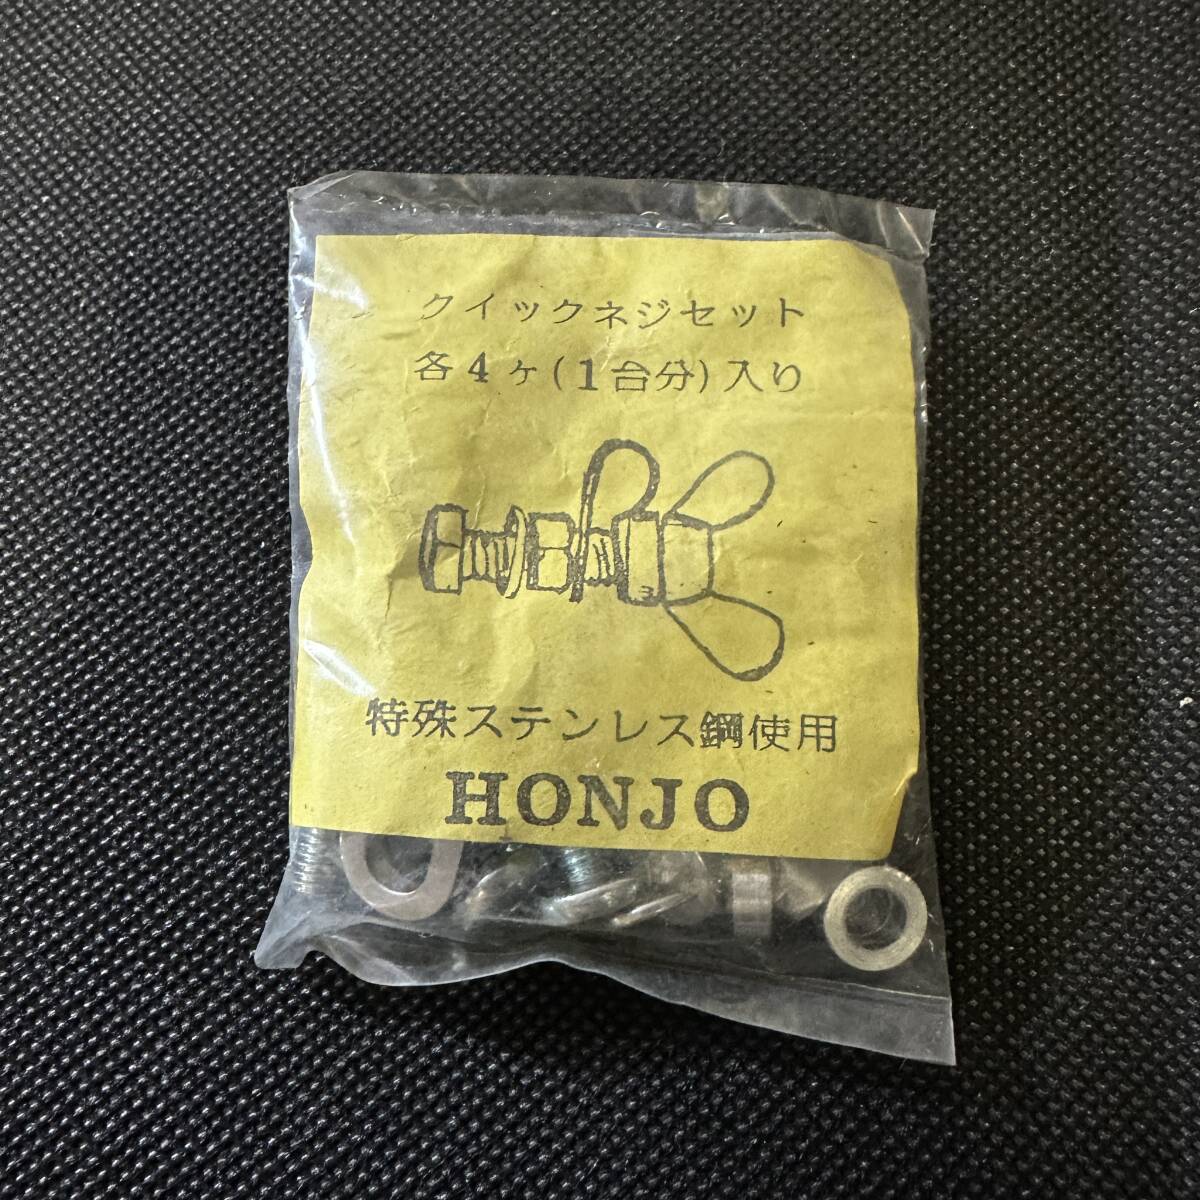 クイックネジセット
各4ヶ(1台分)入り
特殊ステンレス鋼使用
HONJO